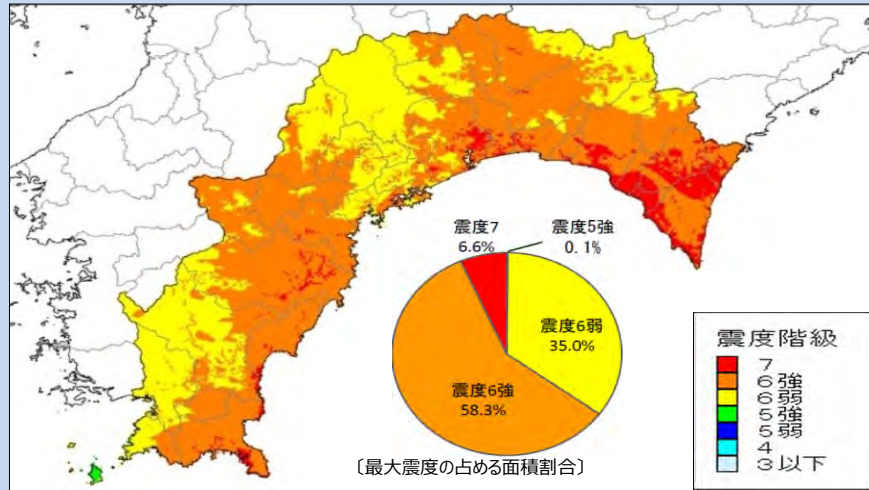 震度7
6.6%
震度5強
0.1%
震度6弱
35.0%
震度6強
58.3%
〔最大震度の占める面積割合〕
震度階級
7
6強
6弱
5強
5弱
4
3以下